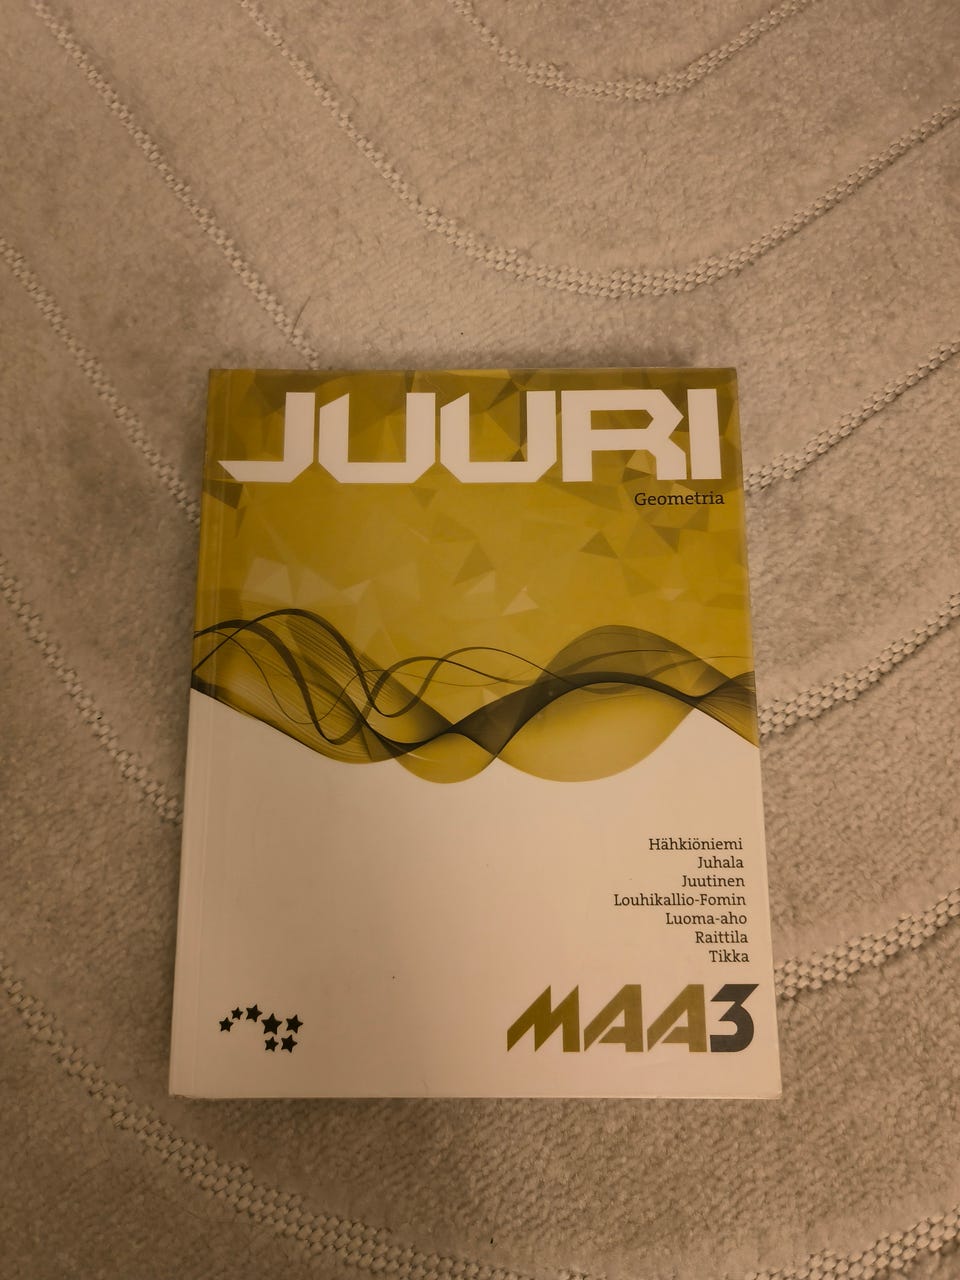 JUURI
Geometria
Hähkiöniemi
Juhala
Juutinen
Louhikallio-Fomin
Luoma-aho
Raittila
Tikka
MAA3